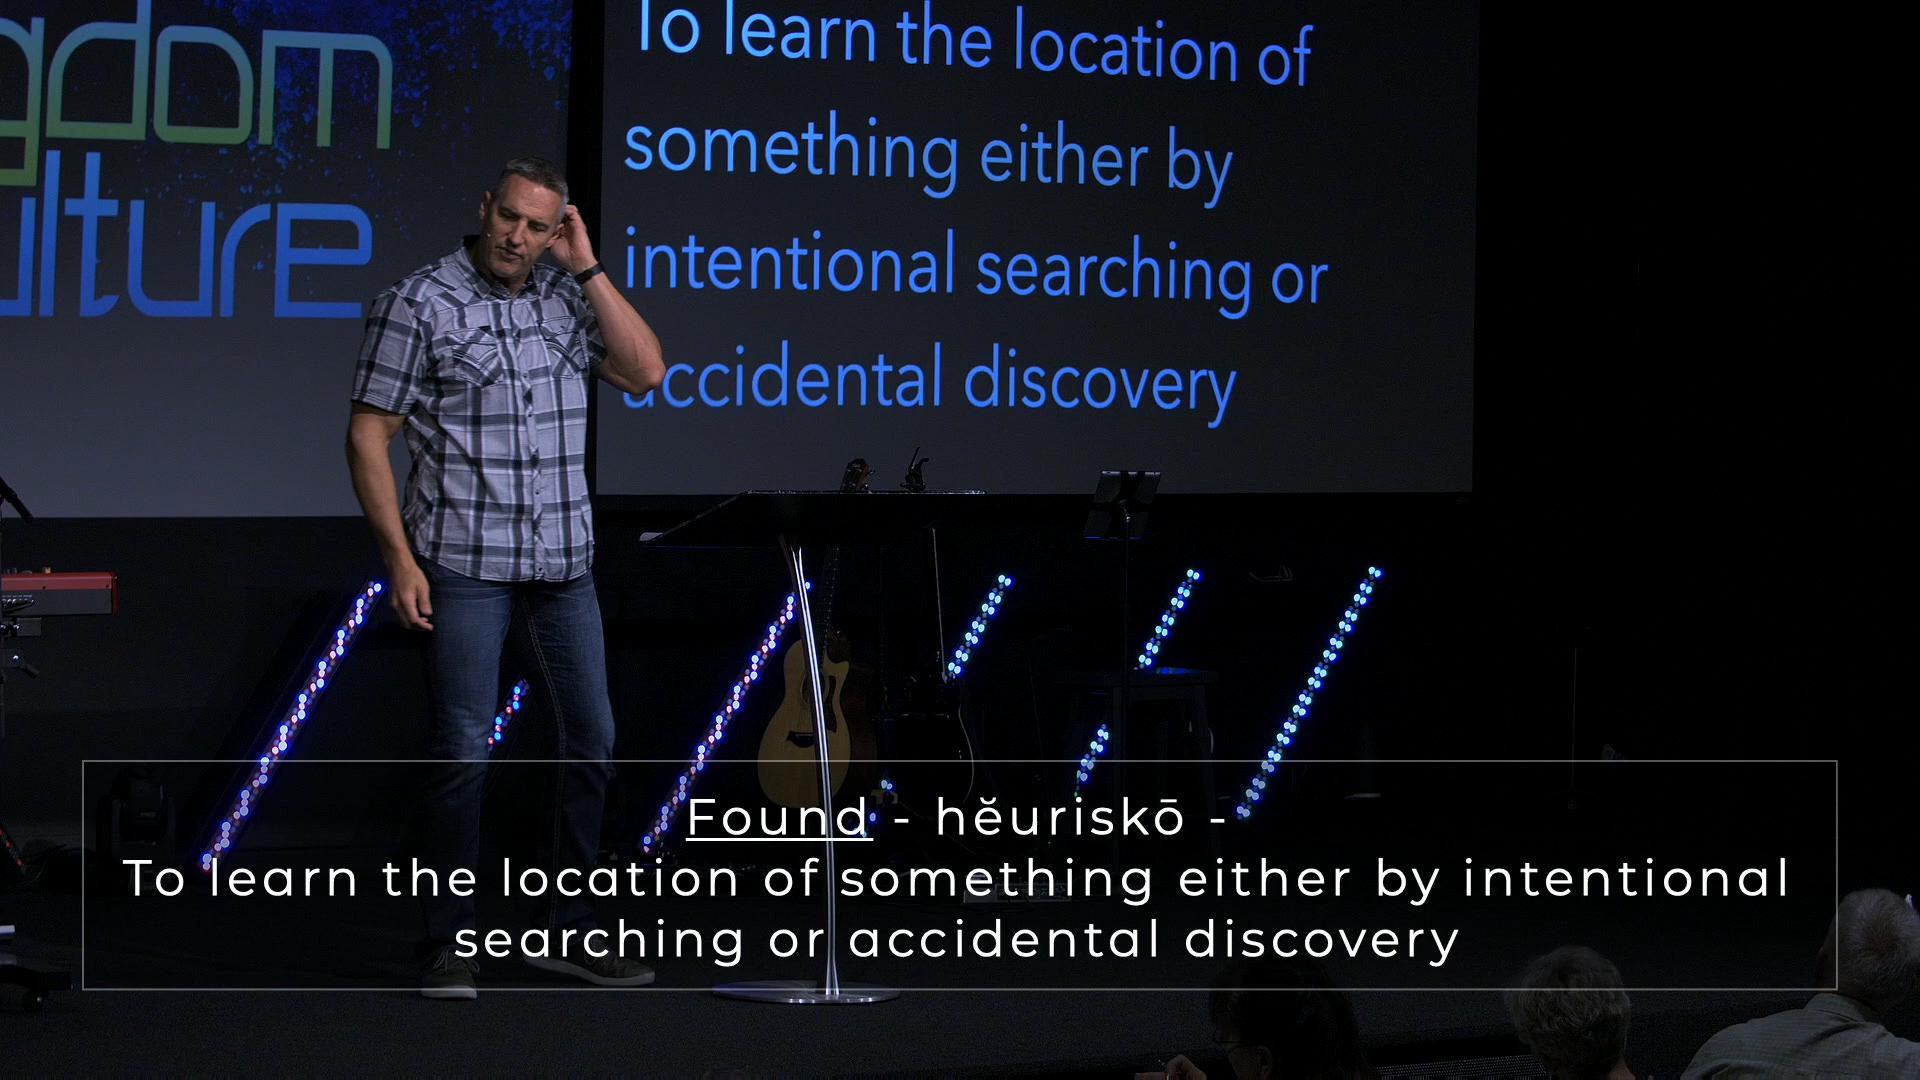 gdom
ulture
To learn the location of
something either by
intentional searching or
accidental discovery
Found - hĕuriskō -
To learn the location of something either by intentional
searching or accidental discovery